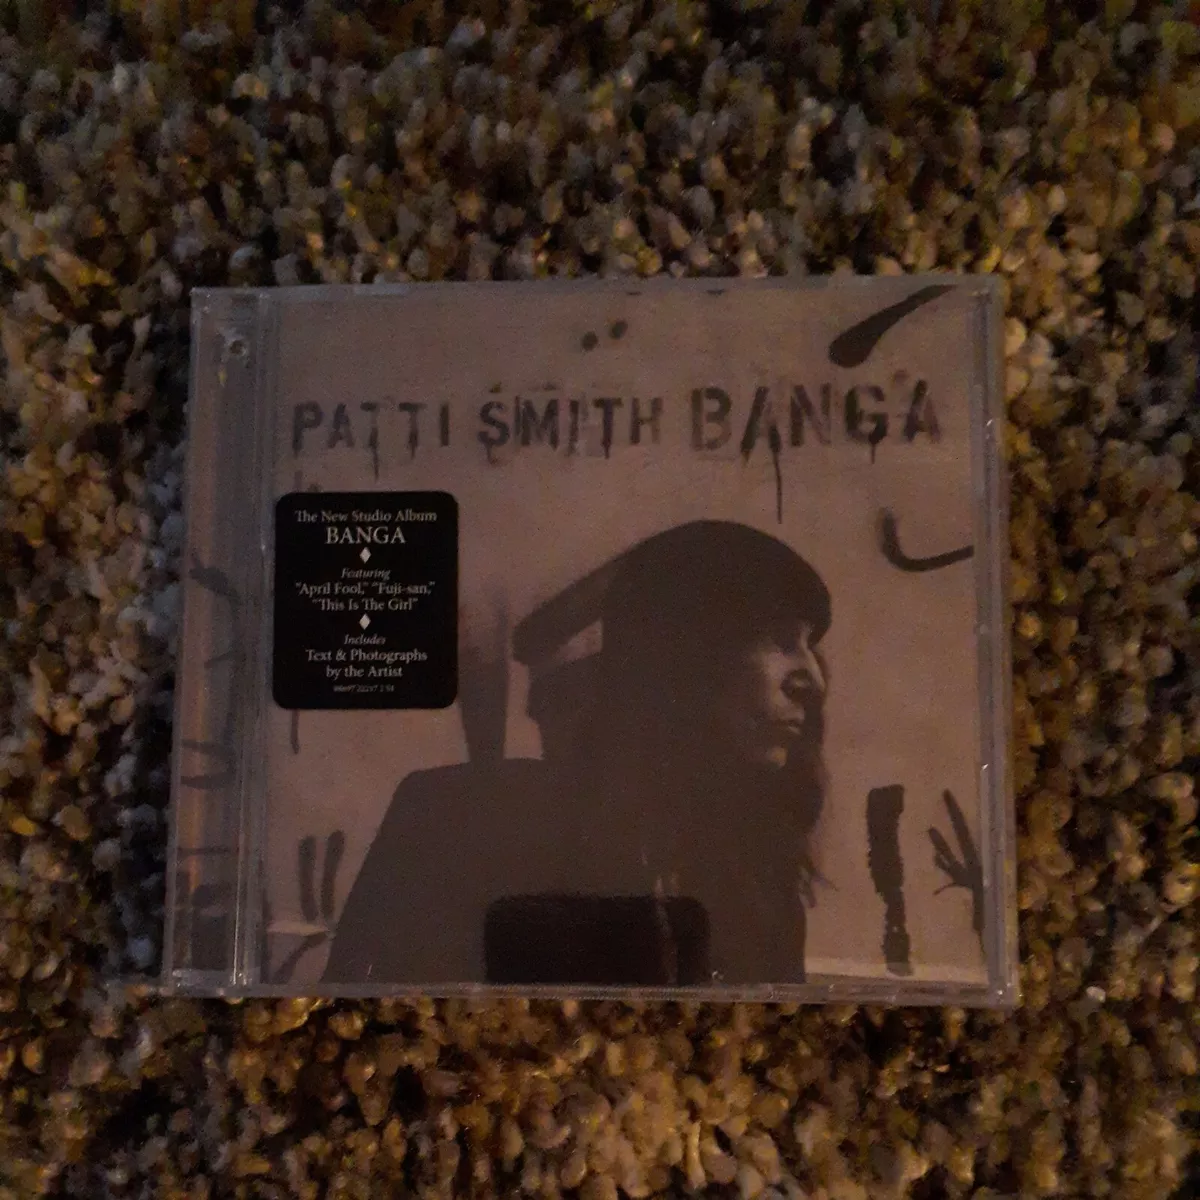 PATTI SMITH BANGA
The New Studio Album
BANGA
Featuring
"April Fool," "Fuji-san,"
"This Is The Girl"
Includes
Text & Photographs
by the Artist